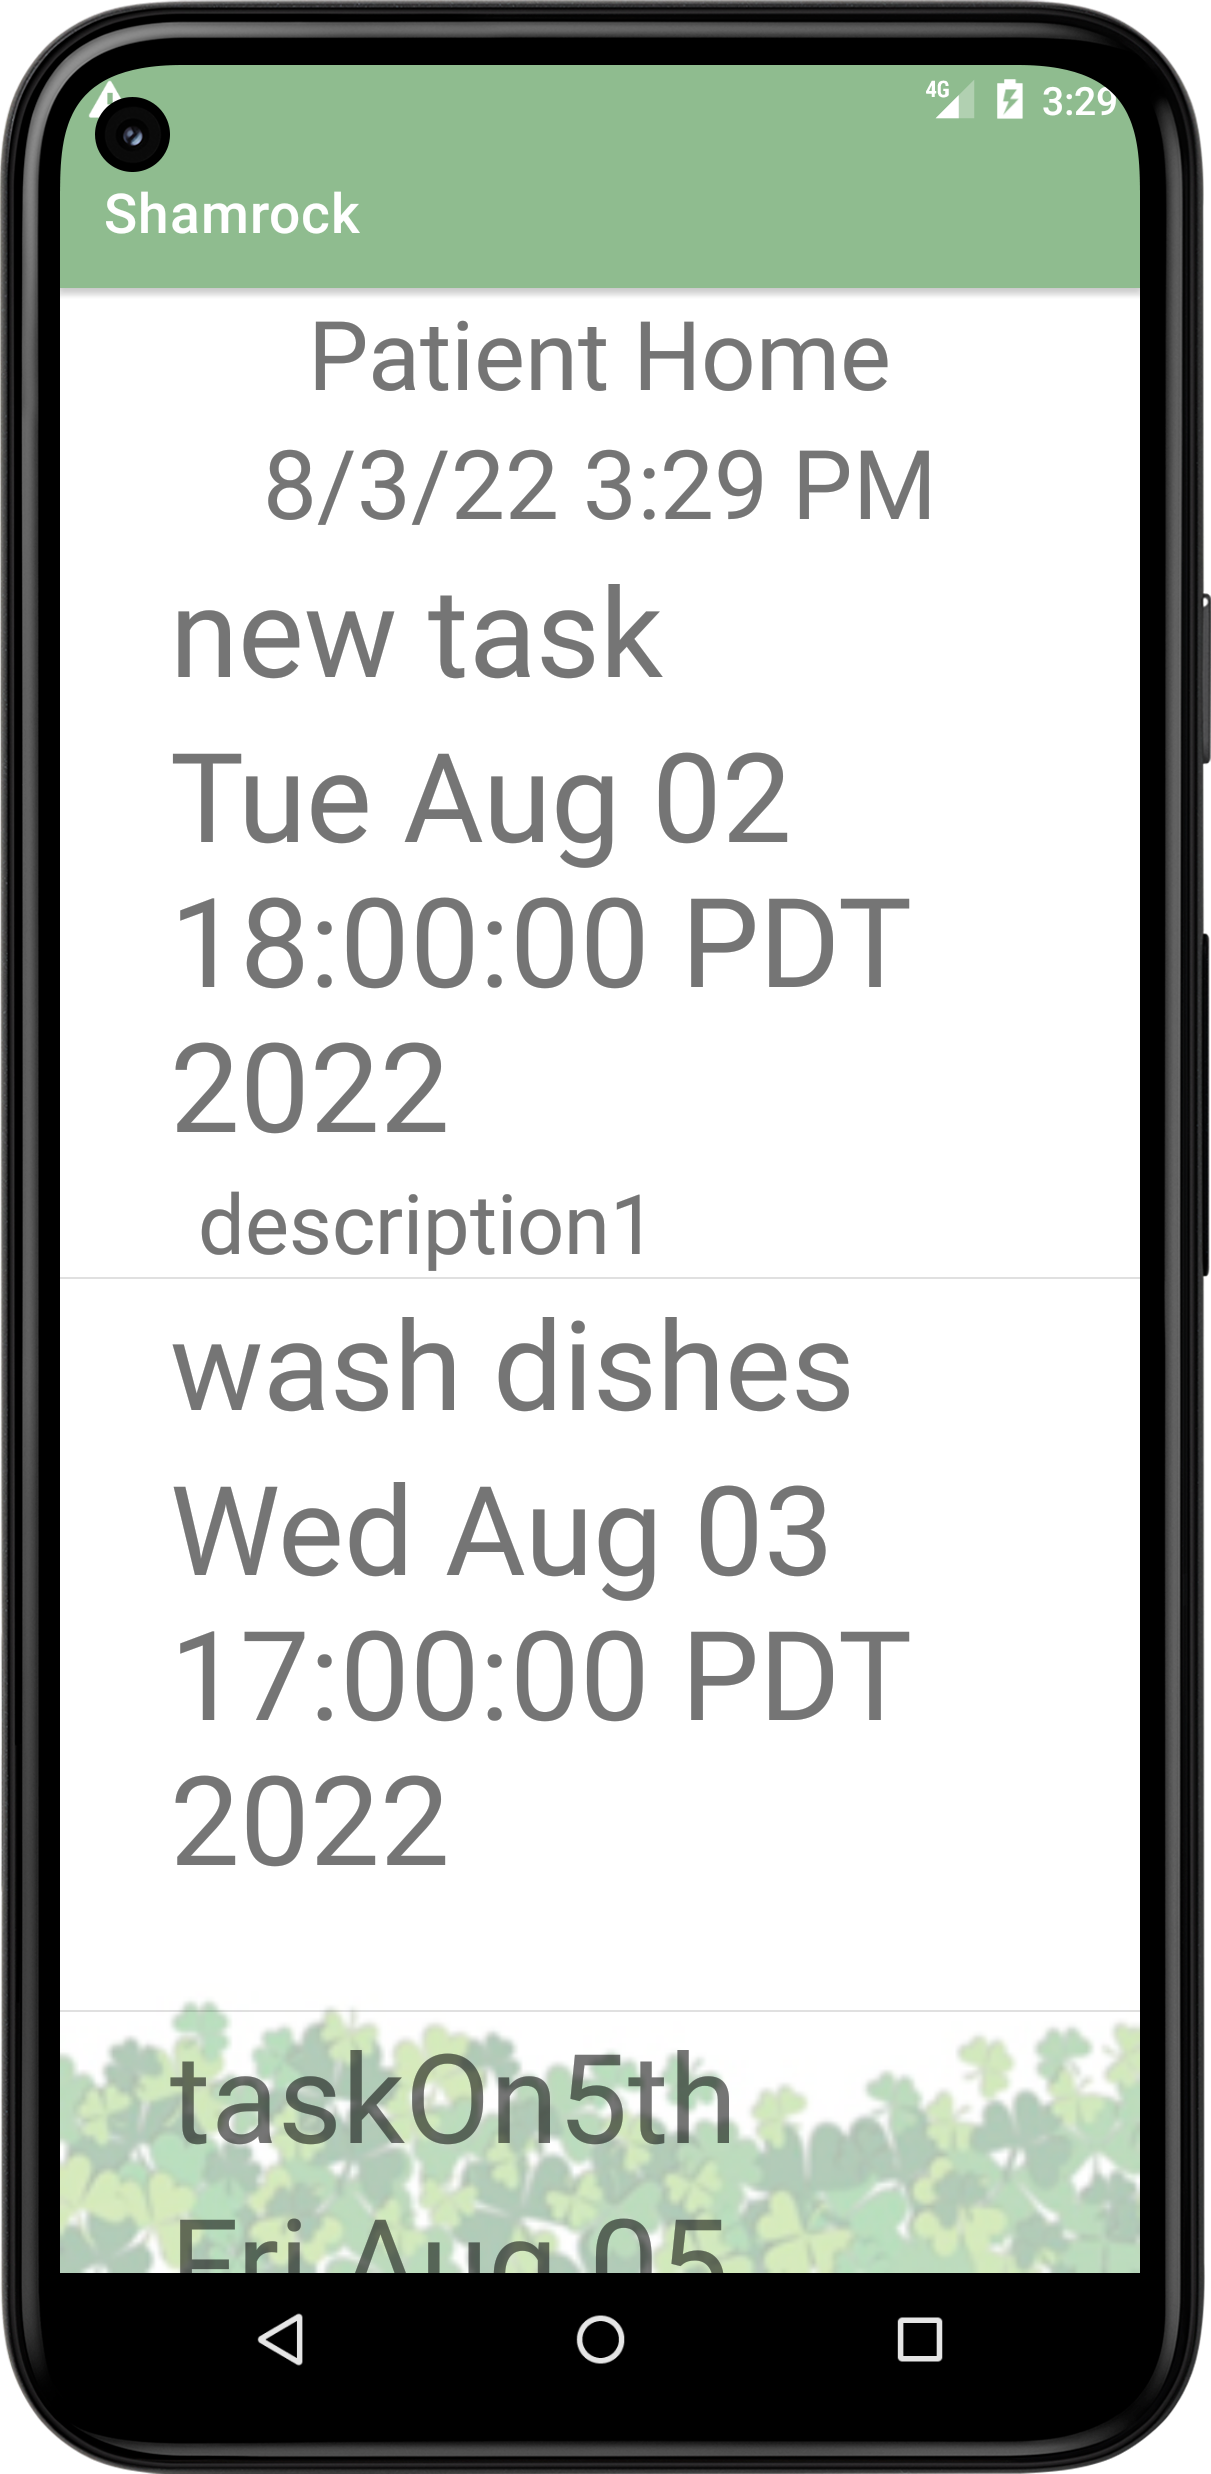 4G 3:29
Shamrock
Patient Home
8/3/22 3:29 PM
new task
Tue Aug 02
18:00:00 PDT
2022
description1
wash dishes
Wed Aug 03
17:00:00 PDT
2022
taskOn5th
Fri Aug 05